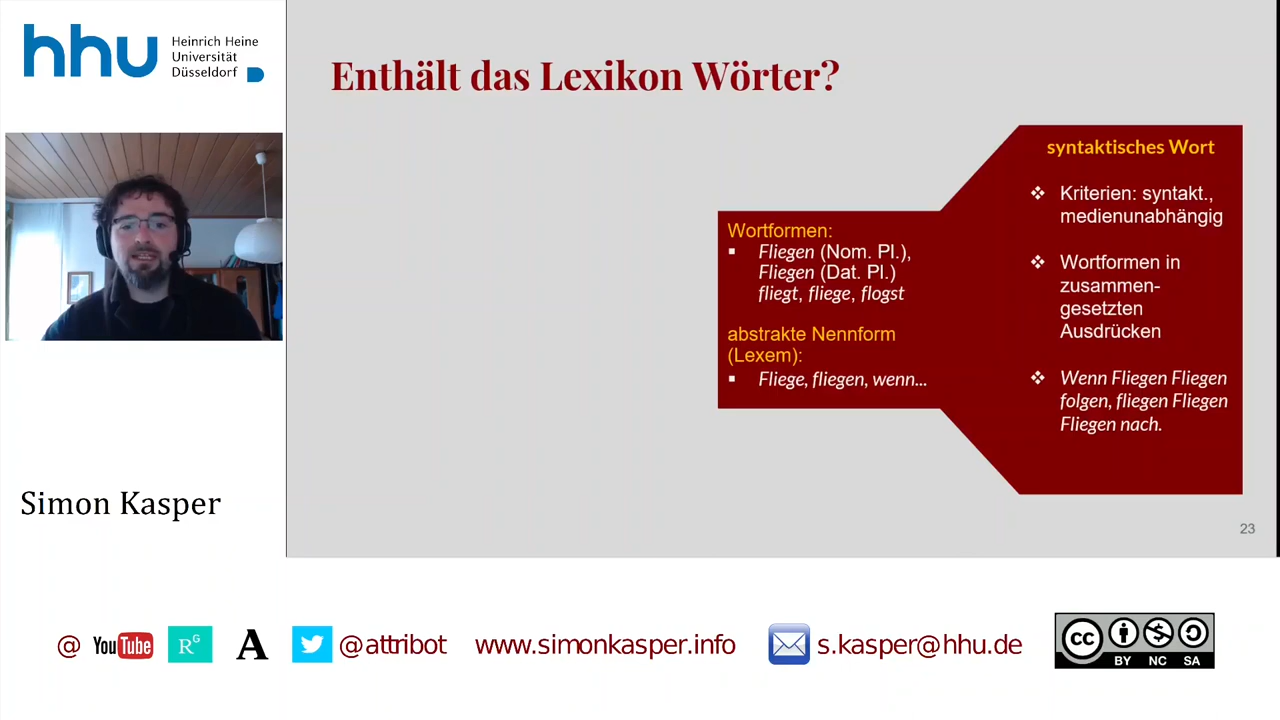 hhu
Heinrich Heine
Universität
Düsseldorf
Enthält das Lexikon Wörter?
Wortformen:
Fliegen (Nom. Pl.),
Fliegen (Dat. Pl.)
fliegt, fliege, flogst
abstrakte Nennform
(Lexem):
Fliege, fliegen, wenn...
syntaktisches Wort
Kriterien: syntakt.,
medienunabhängig
Wortformen in
zusammen-
gesetzten
Ausdrücken
Wenn Fliegen Fliegen
folgen, fliegen Fliegen
Fliegen nach.
23
Simon Kasper
@ YouTube RG A @attribot www.simonkasper.info s.kasper@hhu.de
cc BY NC SA